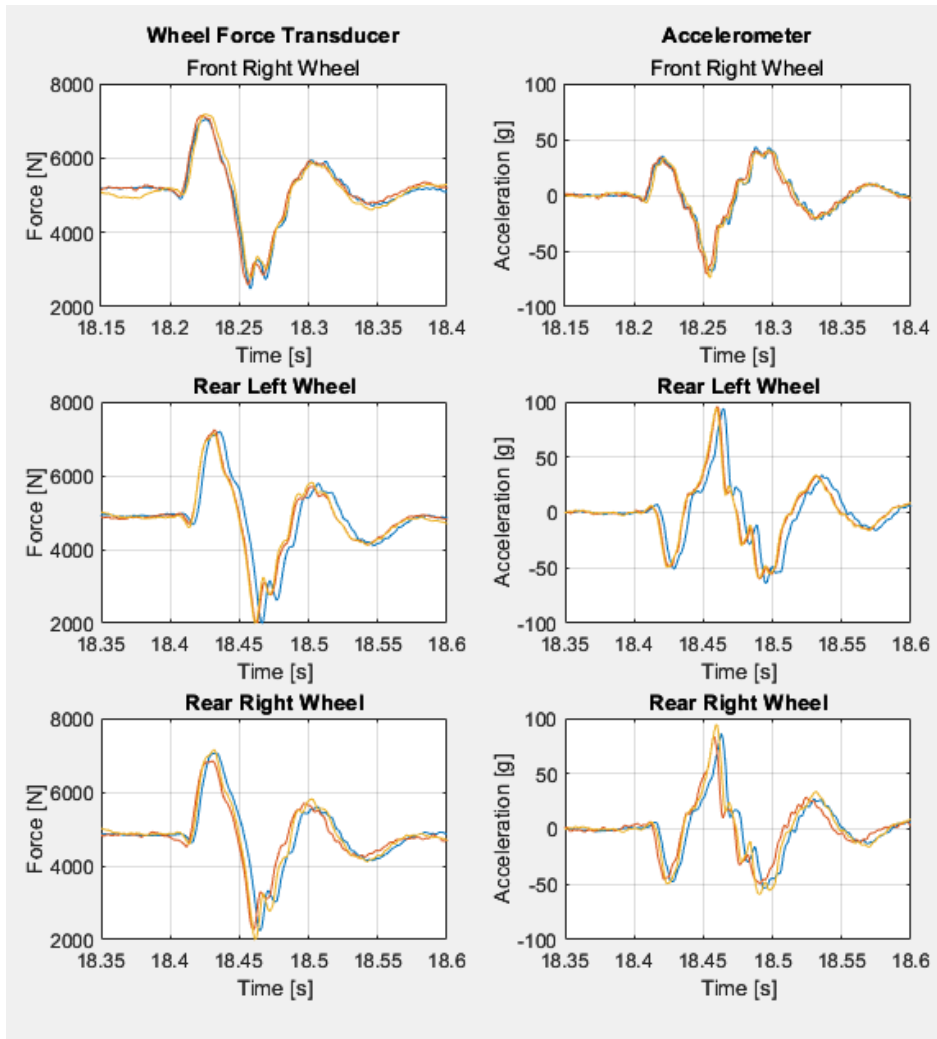 Wheel Force Transducer
Accelerometer
Front Right Wheel
Front Right Wheel
8000
6000
4000
2000
Force [N]
18.15 18.2 18.25 18.3 18.35 18.4
Time [s]
100
50
0
-50
-100
Acceleration [g]
18.15 18.2 18.25 18.3 18.35 18.4
Time [s]
Rear Left Wheel
Rear Left Wheel
8000
6000
4000
2000
Force [N]
18.35 18.4 18.45 18.5 18.55 18.6
Time [s]
100
50
0
-50
-100
Acceleration [g]
18.35 18.4 18.45 18.5 18.55 18.6
Time [s]
Rear Right Wheel
Rear Right Wheel
8000
6000
4000
2000
Force [N]
18.35 18.4 18.45 18.5 18.55 18.6
Time [s]
100
50
0
-50
-100
Acceleration [g]
18.35 18.4 18.45 18.5 18.55 18.6
Time [s]